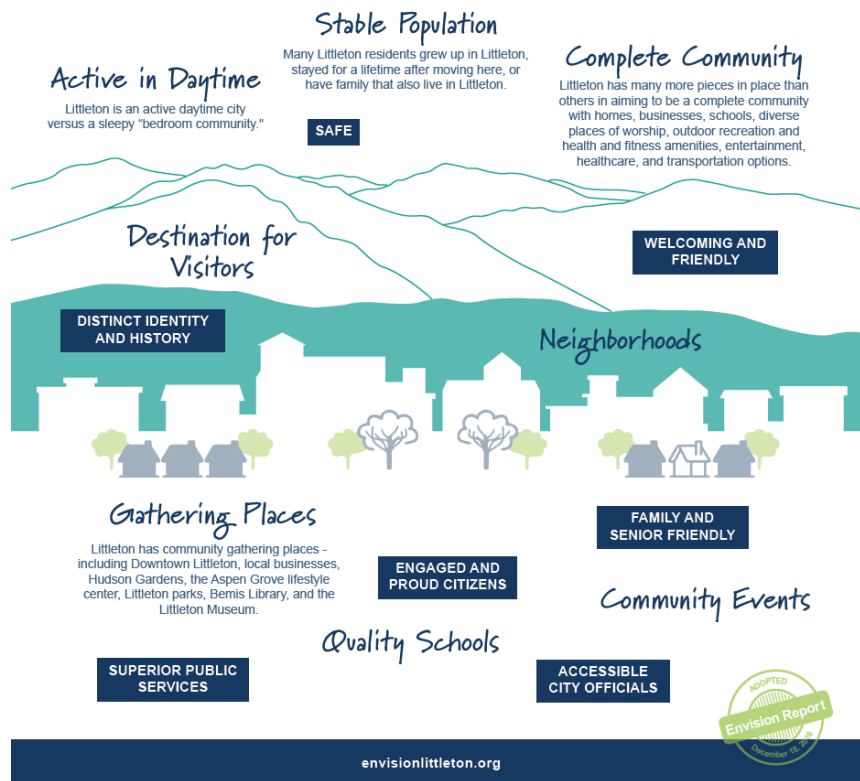 Stable Population
Many Littleton residents grew up in Littleton,
stayed for a lifetime after moving here, or
have family that also live in Littleton.
Active in Daytime
Littleton is an active daytime city
versus a sleepy "bedroom community."
Complete Community
Littleton has many more pieces in place than
others in aiming to be a complete community
with homes, businesses, schools, diverse
places of worship, outdoor recreation and
health and fitness amenities, entertainment,
healthcare, and transportation options.
SAFE
Destination for
Visitors
WELCOMING AND
FRIENDLY
DISTINCT IDENTITY
AND HISTORY
Neighborhoods
Gathering Places
Littleton has community gathering places -
including Downtown Littleton, local businesses,
Hudson Gardens, the Aspen Grove lifestyle
center, Littleton parks, Bemis Library, and the
Littleton Museum.
FAMILY AND
SENIOR FRIENDLY
ENGAGED AND
PROUD CITIZENS
Community Events
Quality Schools
SUPERIOR PUBLIC
SERVICES
ACCESSIBLE
CITY OFFICIALS
ADOPTED
Envision Report
December 18, 2018
envisionlittleton.org